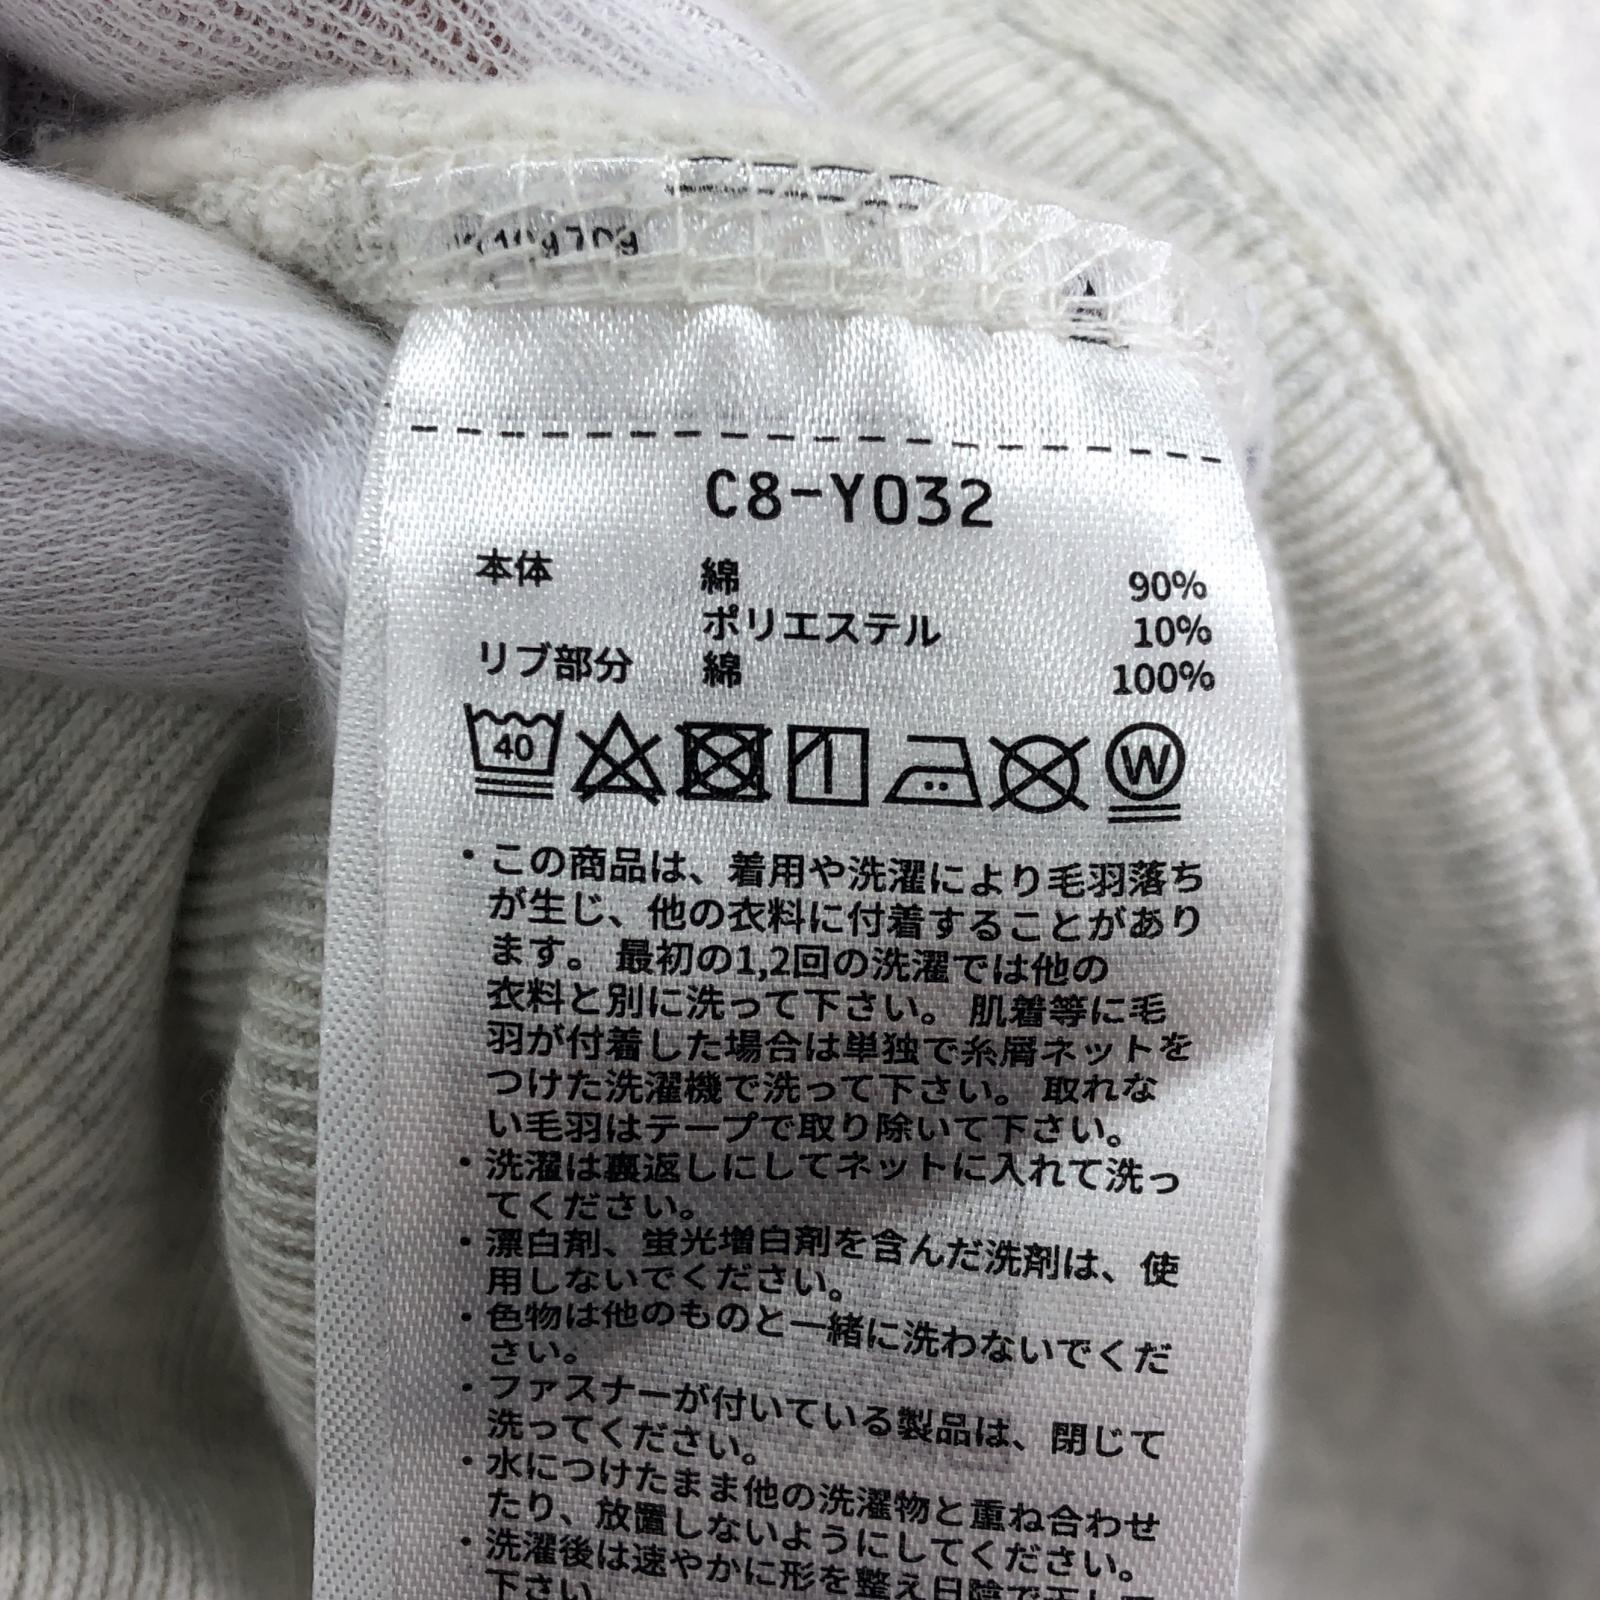 C8-Y032
本体 綿 90%
ポリエステル 10%
リブ部分 綿 100%
40 W
・この商品は、着用や洗濯により毛羽落ち
が生じ、他の衣料に付着することがあり
ます。最初の1,2回の洗濯では他の
衣料と別に洗って下さい。肌着等に毛
羽が付着した場合は単独で糸屑ネットを
つけた洗濯機で洗って下さい。取れな
い毛羽はテープで取り除いて下さい。
・洗濯は裏返しにしてネットに入れて洗っ
てください。
・漂白剤、蛍光増白剤を含んだ洗剤は、使
用しないでください。
・色物は他のものと一緒に洗わないでくだ
さい。
・ファスナーが付いている製品は、閉じて
洗ってください。
・水につけたまま他の洗濯物と重ね合わせ
たり、放置しないようにしてください。
・洗濯後は速やかに形を整え日陰で干して
下さい